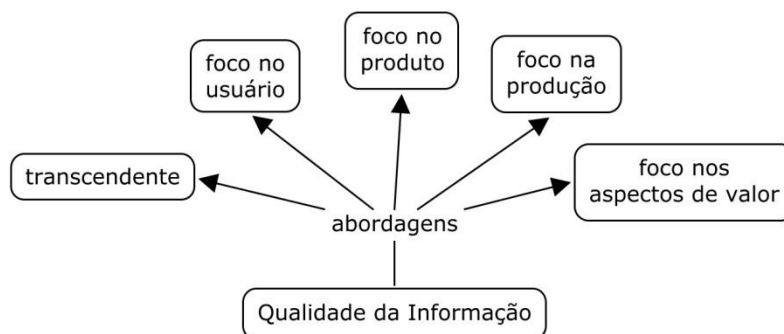 foco no
produto
foco no
usuário
foco na
produção
transcendente
foco nos
aspectos de valor
abordagens
Qualidade da Informação